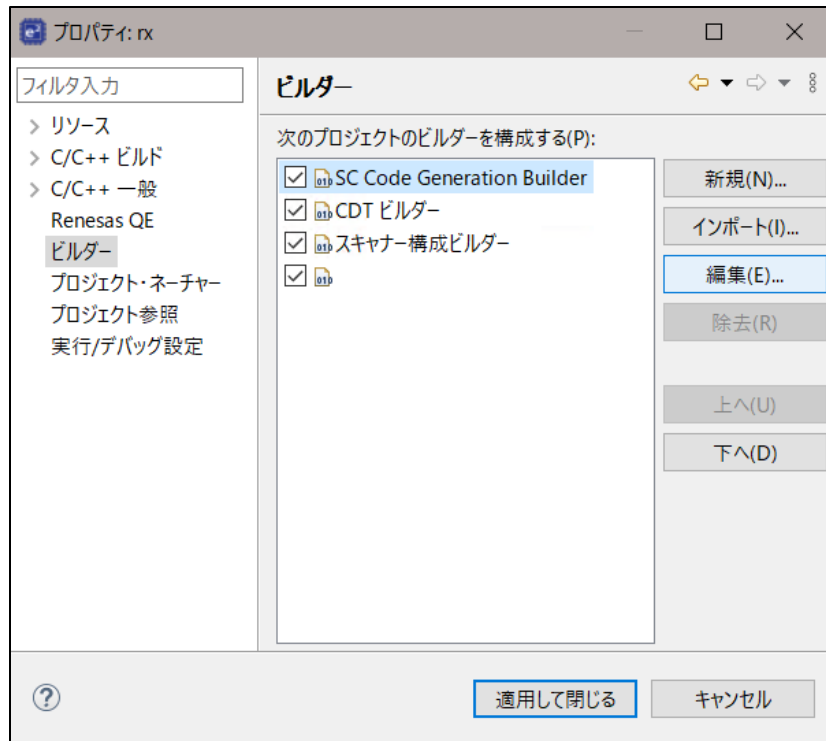 プロパティ: rx
フィルタ入力
リソース
C/C++ ビルド
C/C++ 一般
Renesas QE
ビルダー
プロジェクト・ネーチャー
プロジェクト参照
実行/デバッグ設定
ビルダー
次のプロジェクトのビルダーを構成する(P):
SC Code Generation Builder
CDT ビルダー
スキャナー構成ビルダー
新規(N)...
インポート(I)...
編集(E)...
除去(R)
上へ(U)
下へ(D)
適用して閉じる
キャンセル